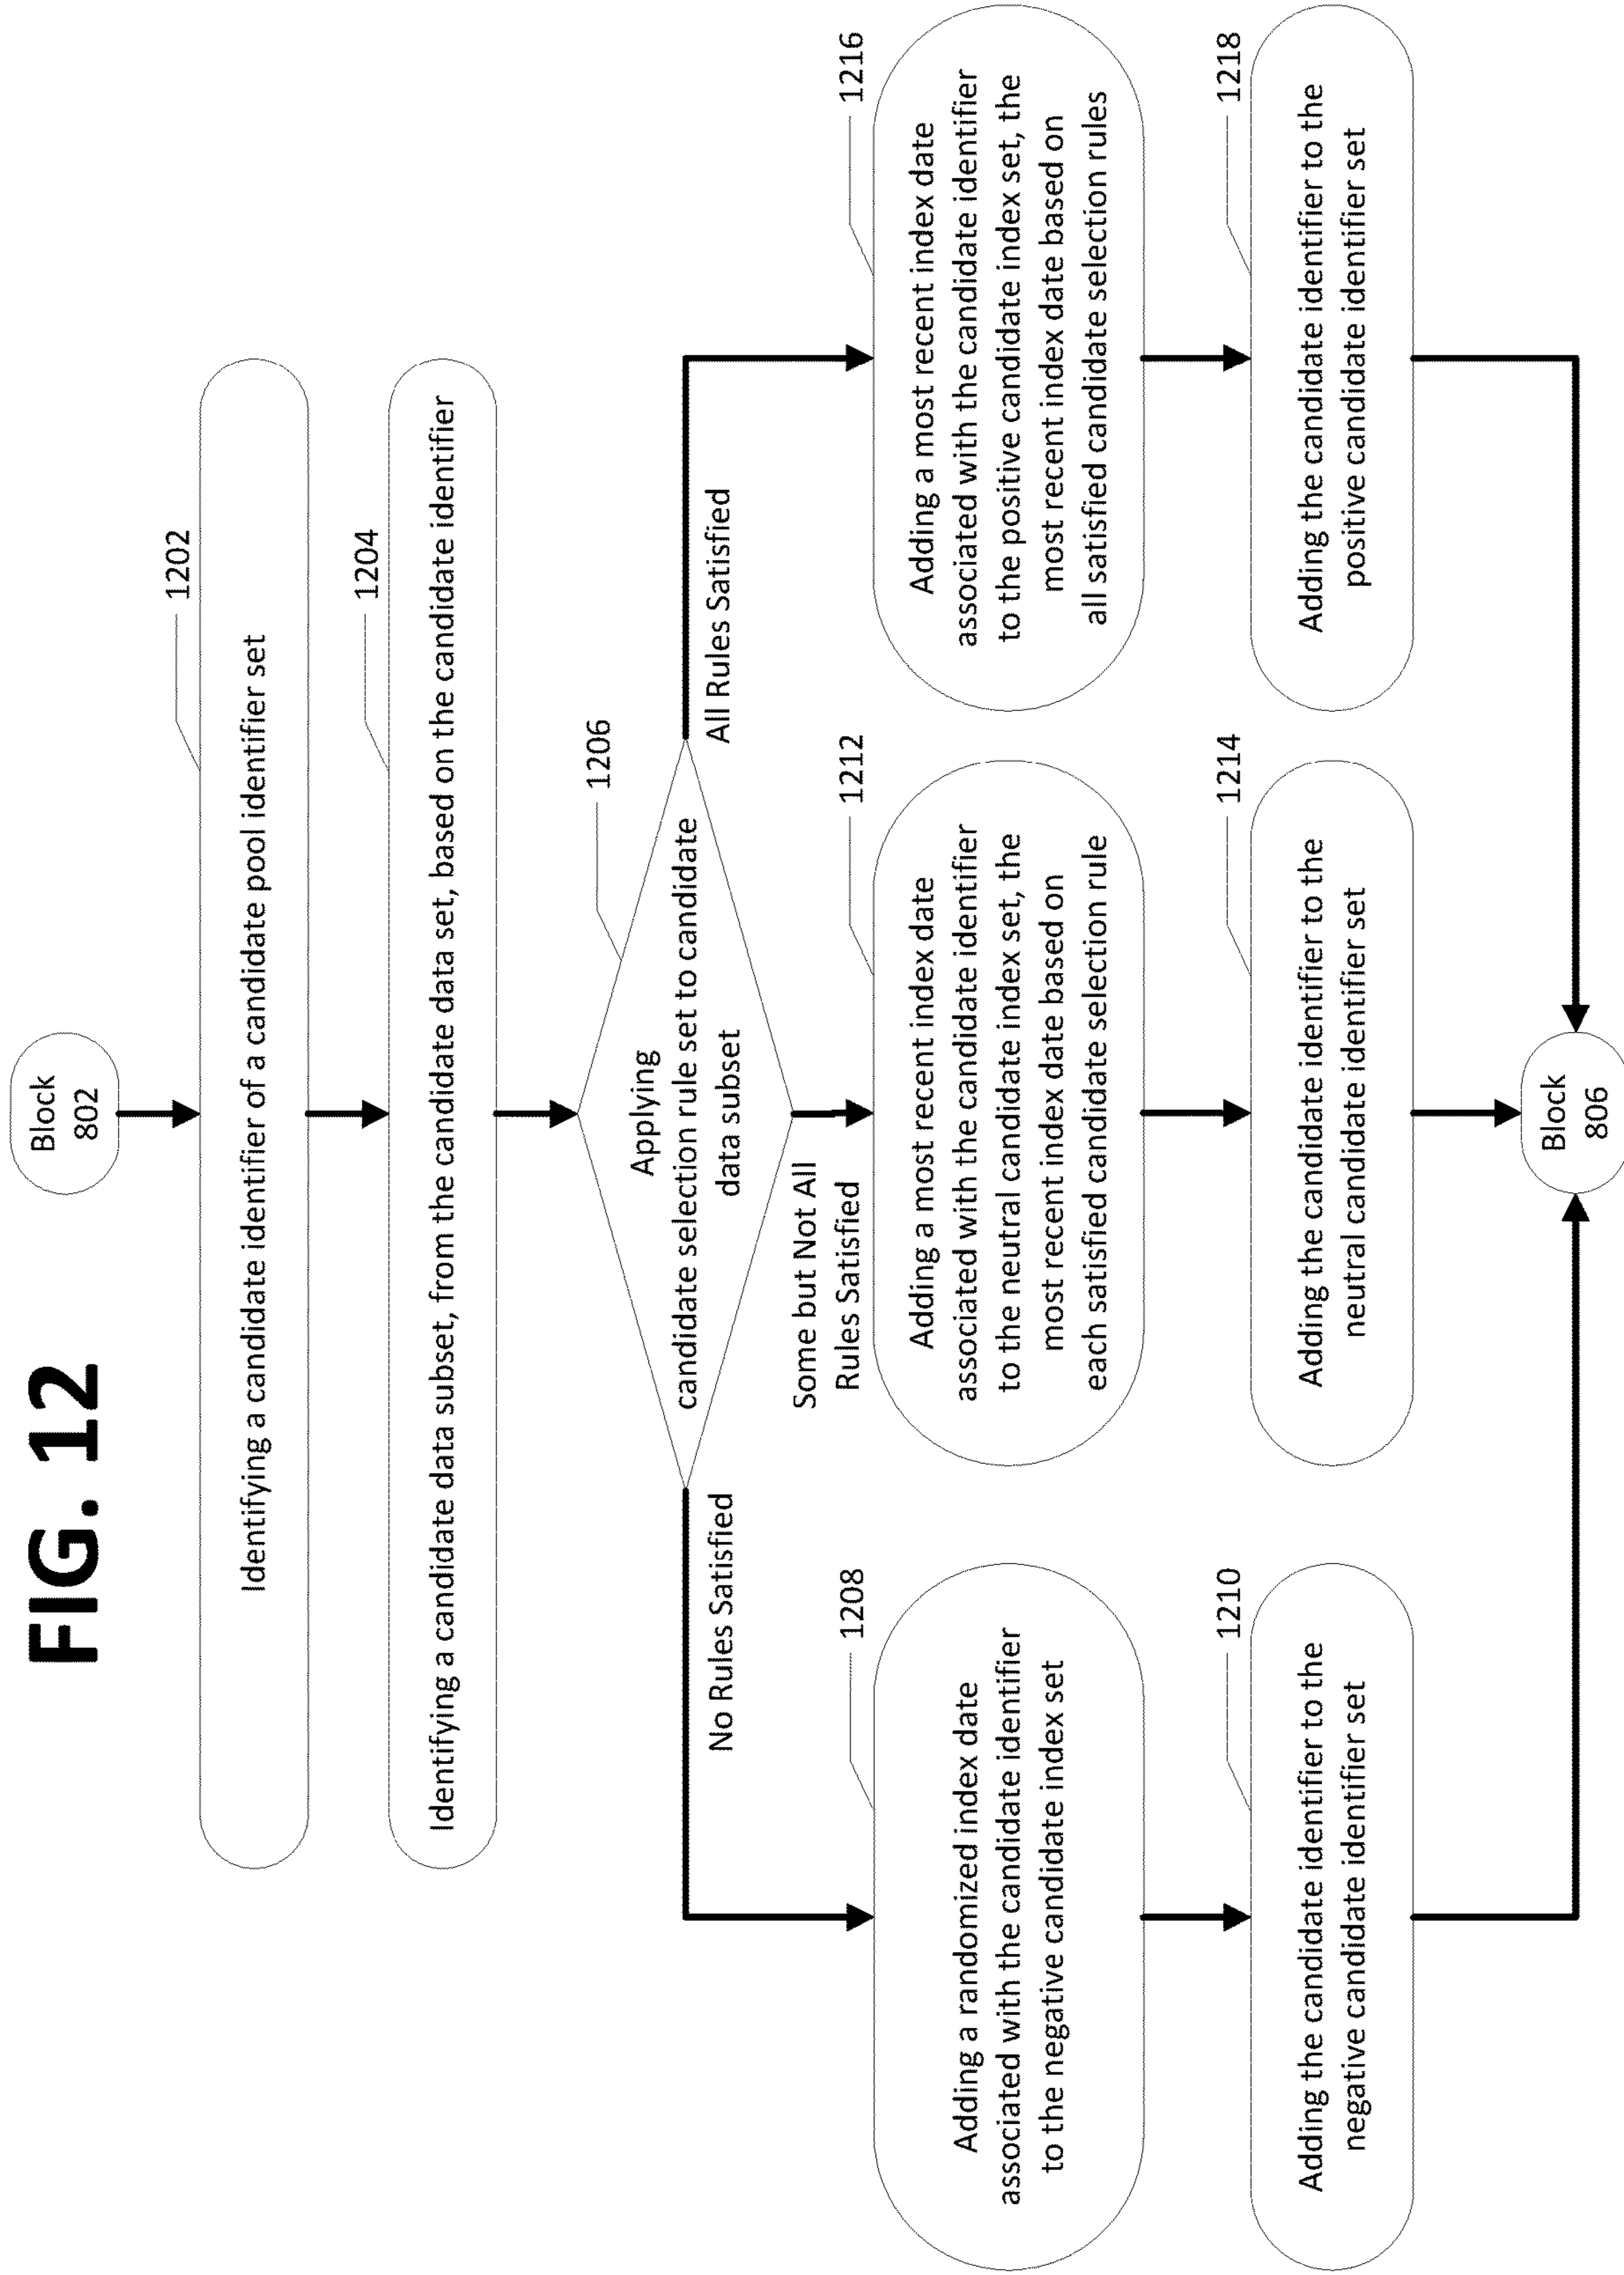 FIG. 12
Block
802
1202
Identifying a candidate identifier of a candidate pool identifier set
1204
Identifying a candidate data subset, from the candidate data set, based on the candidate identifier
1206
Applying
candidate selection rule set to candidate
data subset
No Rules Satisfied
Some but Not All
Rules Satisfied
All Rules Satisfied
1208
Adding a randomized index date
associated with the candidate identifier
to the negative candidate index set
1210
Adding the candidate identifier to the
negative candidate identifier set
1212
Adding a most recent index date
associated with the candidate identifier
to the neutral candidate index set, the
most recent index date based on
each satisfied candidate selection rule
1214
Adding the candidate identifier to the
neutral candidate identifier set
1216
Adding a most recent index date
associated with the candidate identifier
to the positive candidate index set, the
most recent index date based on
all satisfied candidate selection rules
1218
Adding the candidate identifier to the
positive candidate identifier set
Block
806